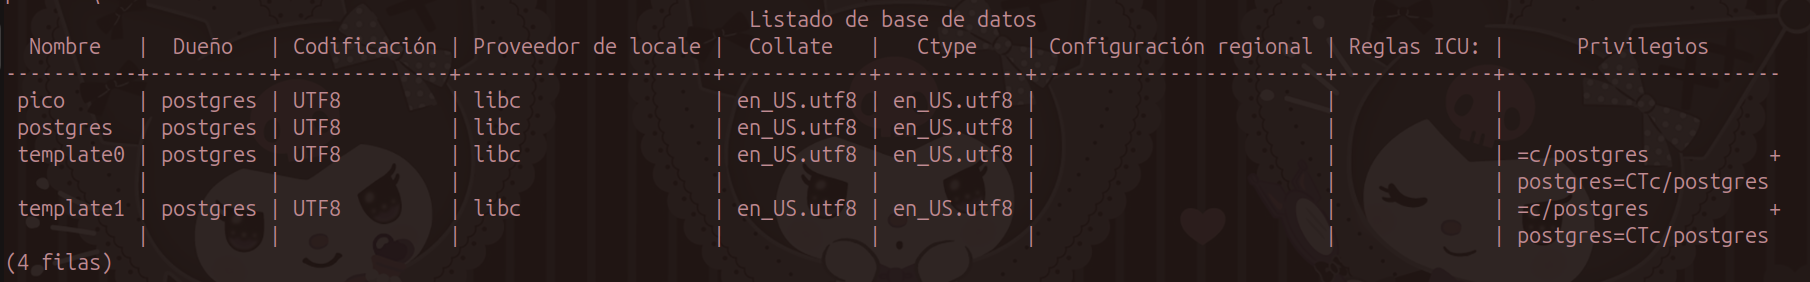 Listado de base de datos
  Nombre   |  Dueño   | Codificación | Proveedor de locale |  Collate   |   Ctype    | Configuración regional | Reglas ICU: |      Privilegios
-----------+----------+--------------+---------------------+------------+------------+------------------------+-------------+-----------------------
 pico      | postgres | UTF8         | libc                | en_US.utf8 | en_US.utf8 |                        |             |
 postgres  | postgres | UTF8         | libc                | en_US.utf8 | en_US.utf8 |                        |             |
 template0 | postgres | UTF8         | libc                | en_US.utf8 | en_US.utf8 |                        |             | =c/postgres          +
           |          |              |                     |            |            |                        |             | postgres=CTc/postgres
 template1 | postgres | UTF8         | libc                | en_US.utf8 | en_US.utf8 |                        |             | =c/postgres          +
           |          |              |                     |            |            |                        |             | postgres=CTc/postgres
(4 filas)